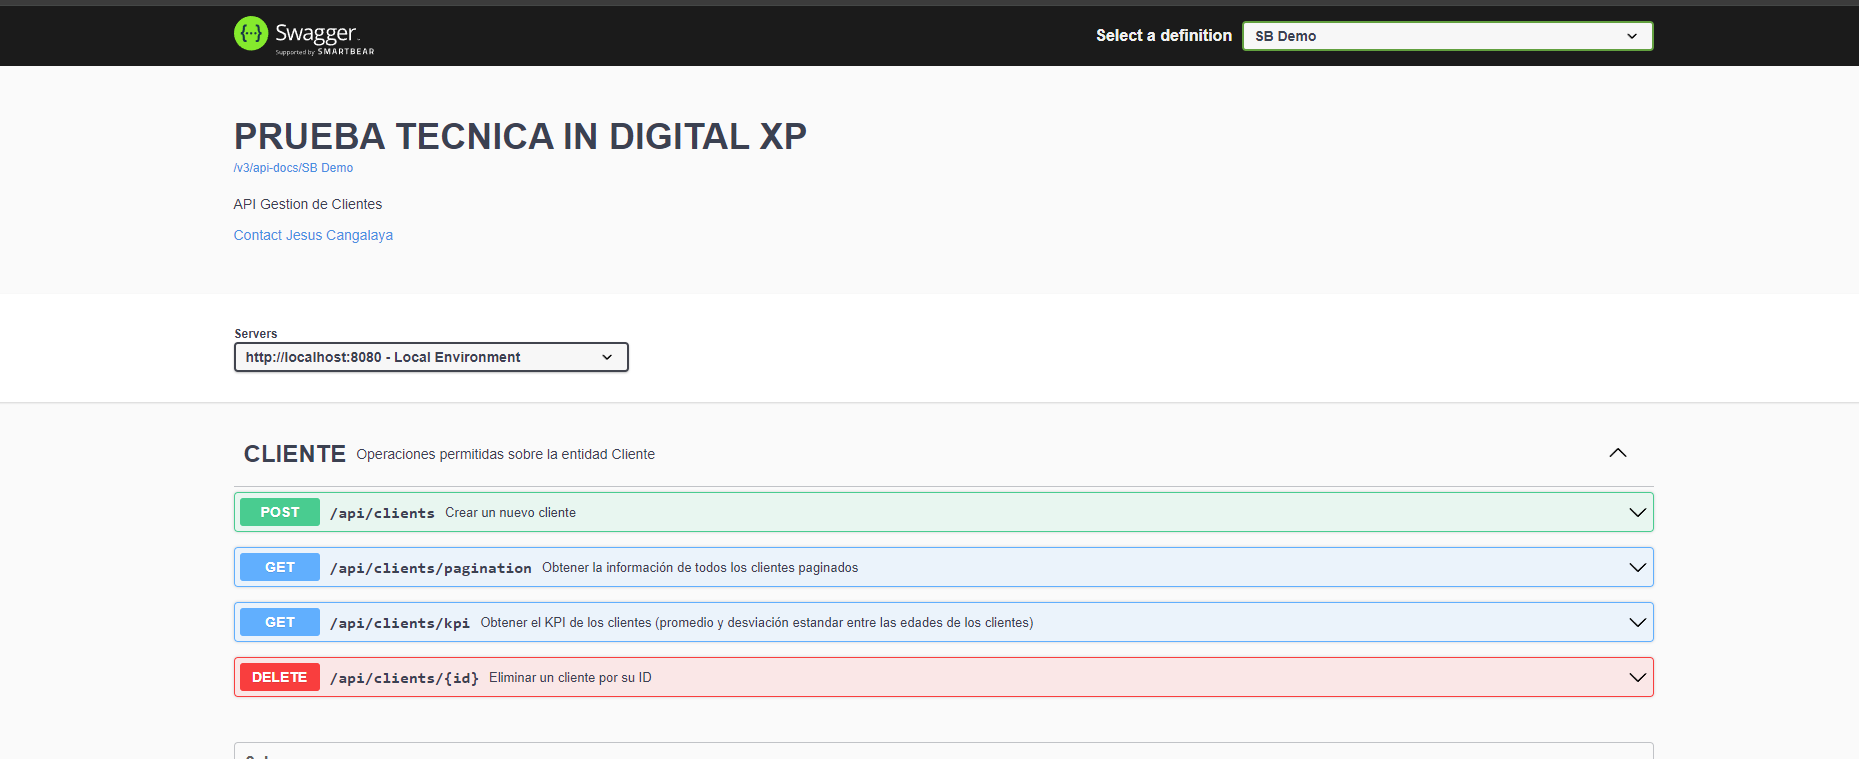 Swagger
Supported by SMARTBEAR
Select a definition
SB Demo
PRUEBA TECNICA IN DIGITAL XP
/v3/api-docs/SB Demo
API Gestion de Clientes
Contact Jesus Cangalaya
Servers
http://localhost:8080 - Local Environment
CLIENTE Operaciones permitidas sobre la entidad Cliente
POST /api/clients Crear un nuevo cliente
GET /api/clients/pagination Obtener la información de todos los clientes paginados
GET /api/clients/kpi Obtener el KPI de los clientes (promedio y desviación estandar entre las edades de los clientes)
DELETE /api/clients/{id} Eliminar un cliente por su ID